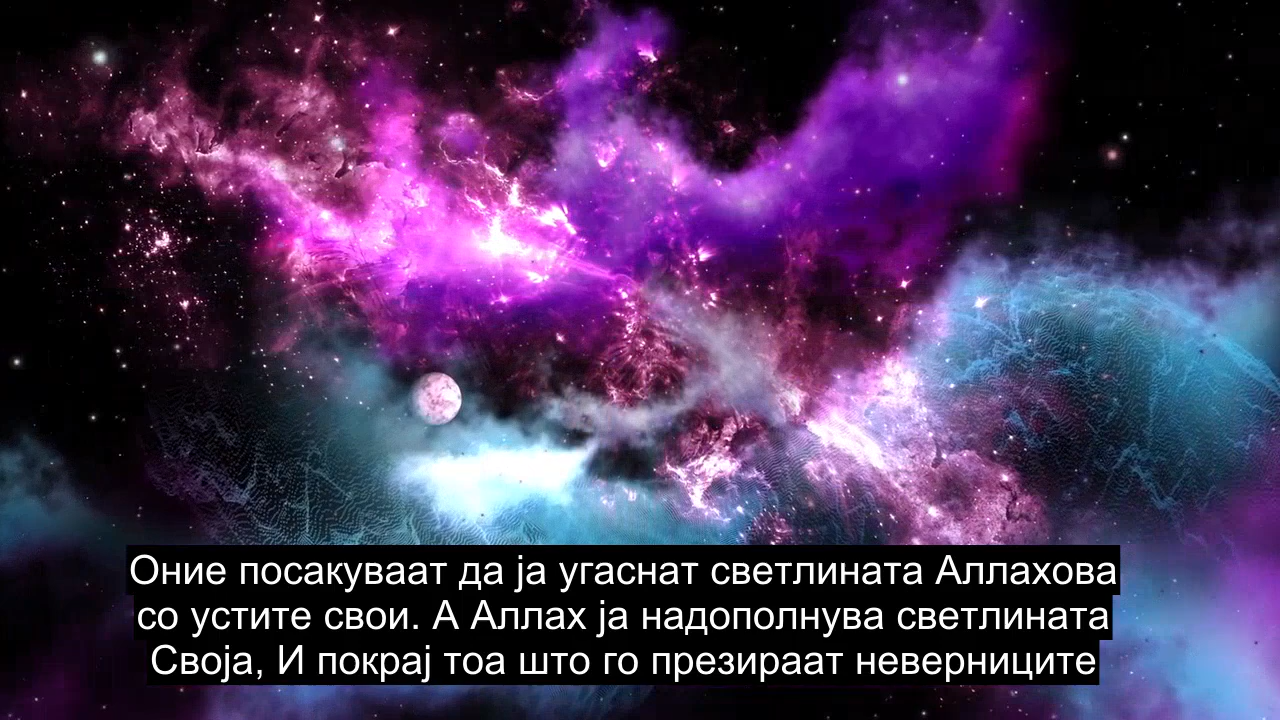 Оние посакуваат да ја угаснат светлината Аллахова
со устите свои. А Аллах ја надополнува светлината
Своја, И покрај тоа што го презираат неверниците